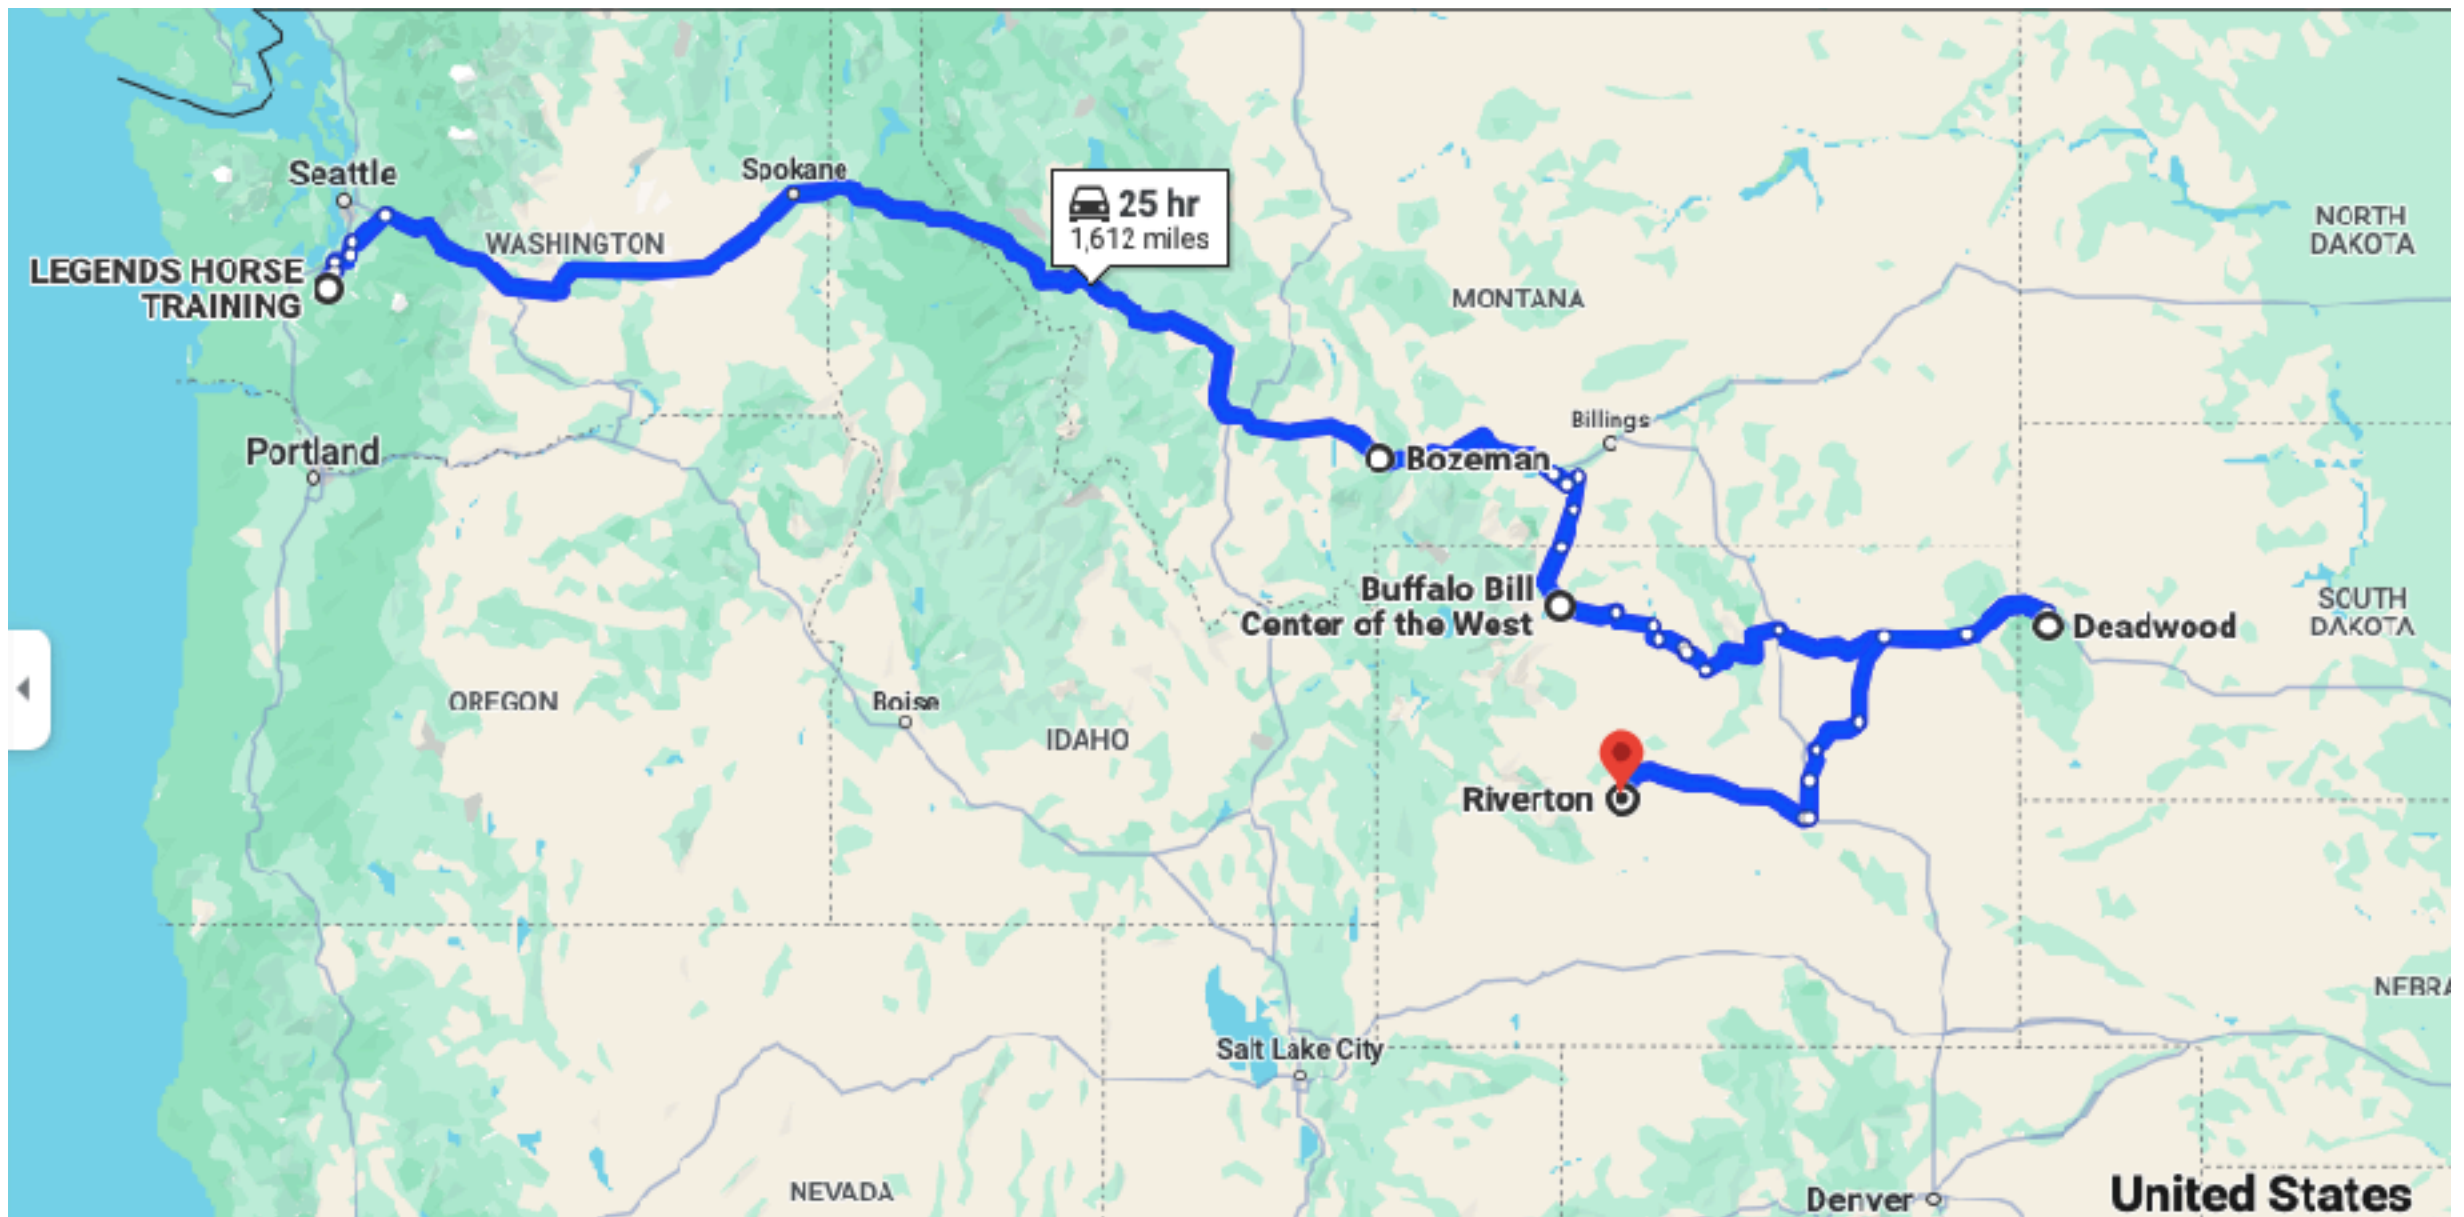 Seattle
Spokane
25 hr
1,612 miles
WASHINGTON
NORTH
DAKOTA
LEGENDS HORSE
TRAINING
MONTANA
Billings
Portland
Bozeman
Buffalo Bill
Center of the West
SOUTH
DAKOTA
Deadwood
OREGON
Boise
IDAHO
Riverton
NEBRA
Salt Lake City
NEVADA
Denver
United States